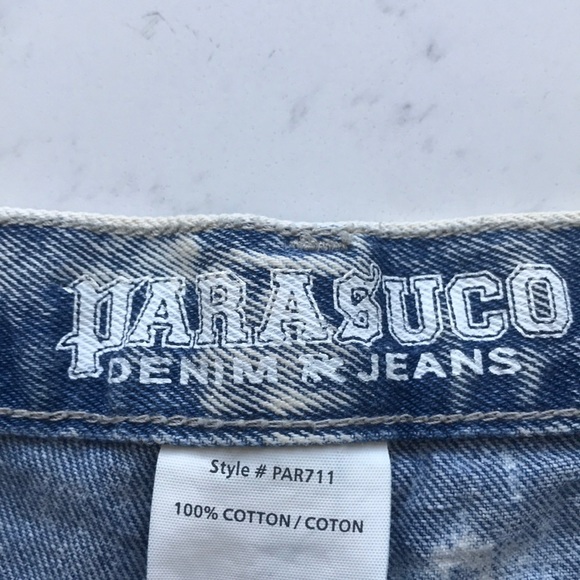 PARASUCO
DENIM JEANS
Style # PAR711
100% COTTON / COTON